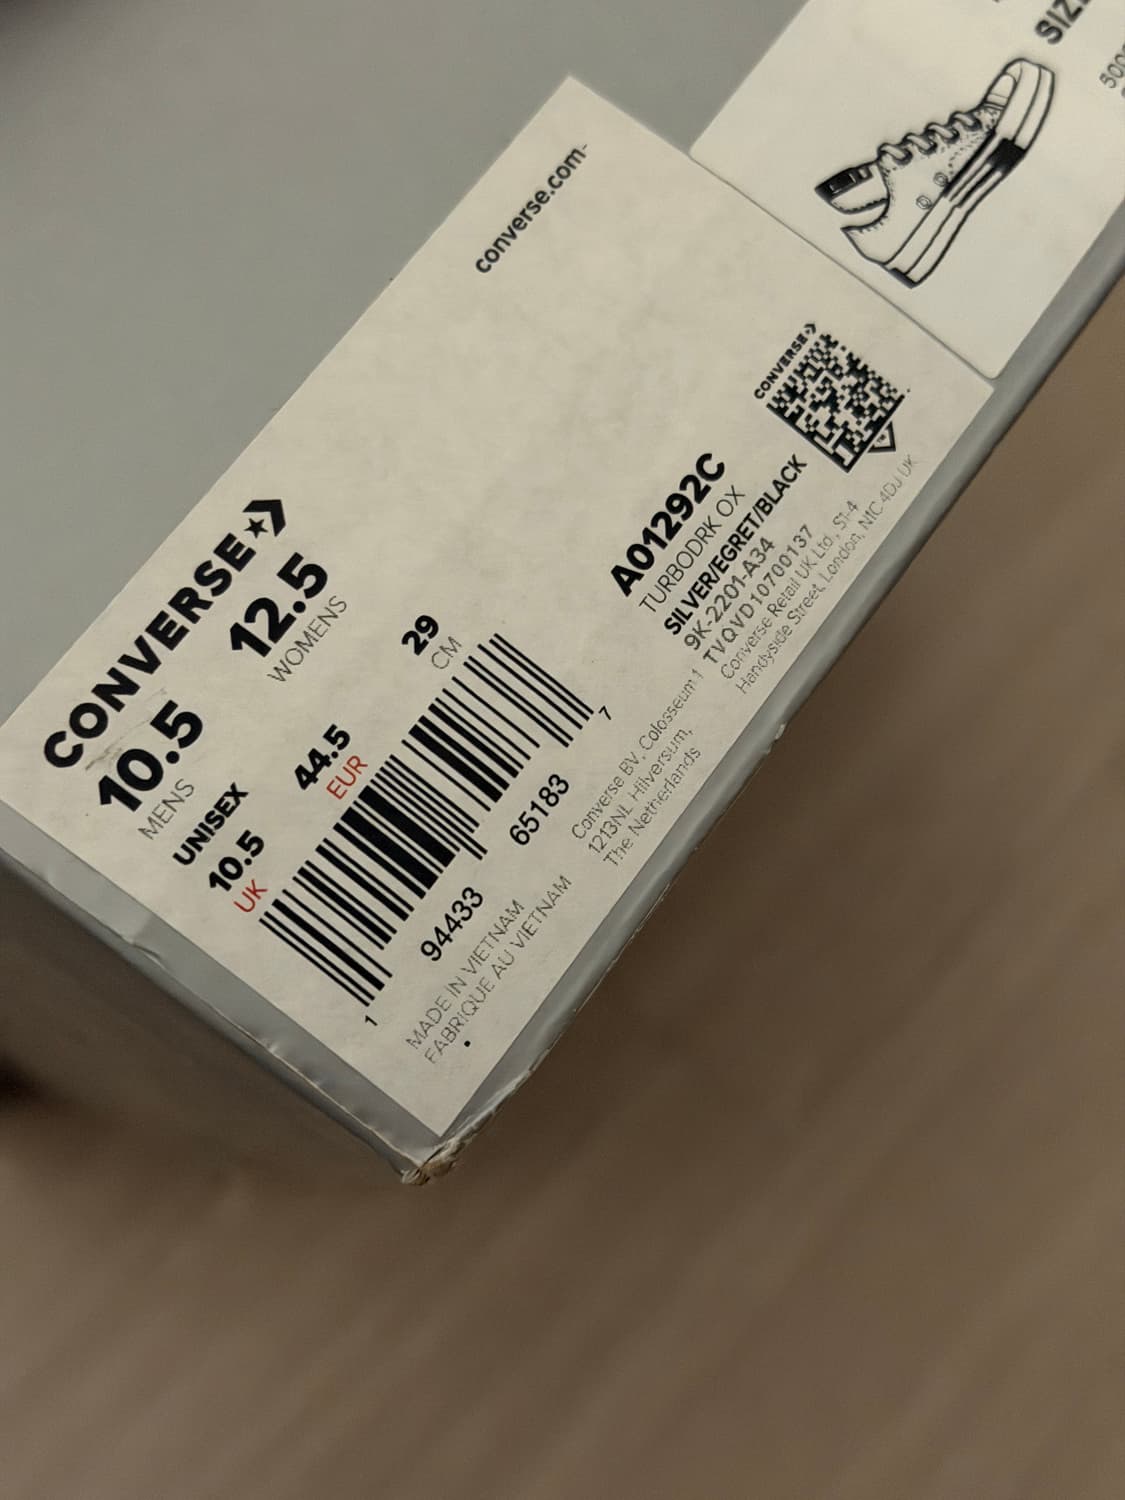 converse.com
CONVERSE
10.5
MENS
12.5
WOMENS
UNISEX
10.5
UK
44.5
EUR
29
CM
1 94433 65183 7
MADE IN VIETNAM
FABRIQUE AU VIETNAM
CONVERSE
A01292C
TURBODRK OX
SILVER/EGRET/BLACK
9K-2201-A34
TVQVD10700137
Converse Retail UK Ltd., S1-4
Handyside Street, London, N1C 4DJ UK
Converse BV, Colosseum 1
1213NL Hilversum,
The Netherlands